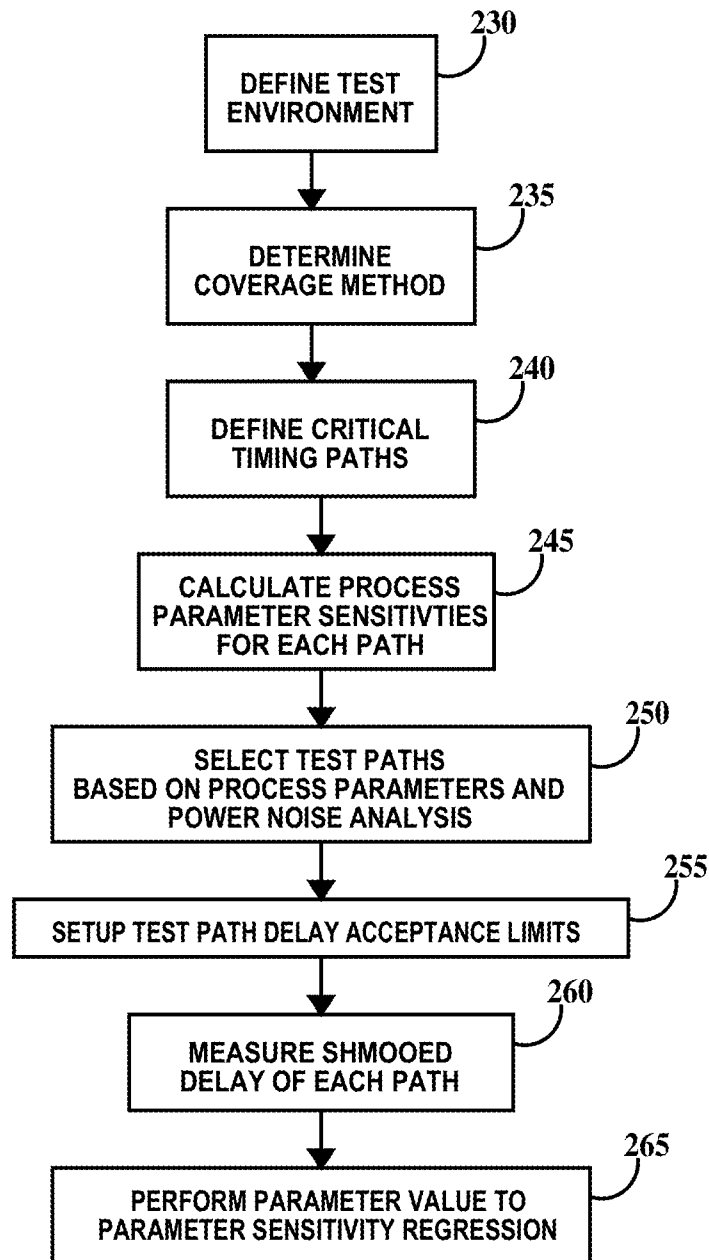 230
DEFINE TEST
ENVIRONMENT
235
DETERMINE
COVERAGE METHOD
240
DEFINE CRITICAL
TIMING PATHS
245
CALCULATE PROCESS
PARAMETER SENSITIVTIES
FOR EACH PATH
250
SELECT TEST PATHS
BASED ON PROCESS PARAMETERS AND
POWER NOISE ANALYSIS
255
SETUP TEST PATH DELAY ACCEPTANCE LIMITS
260
MEASURE SHMOOED
DELAY OF EACH PATH
265
PERFORM PARAMETER VALUE TO
PARAMETER SENSITIVITY REGRESSION